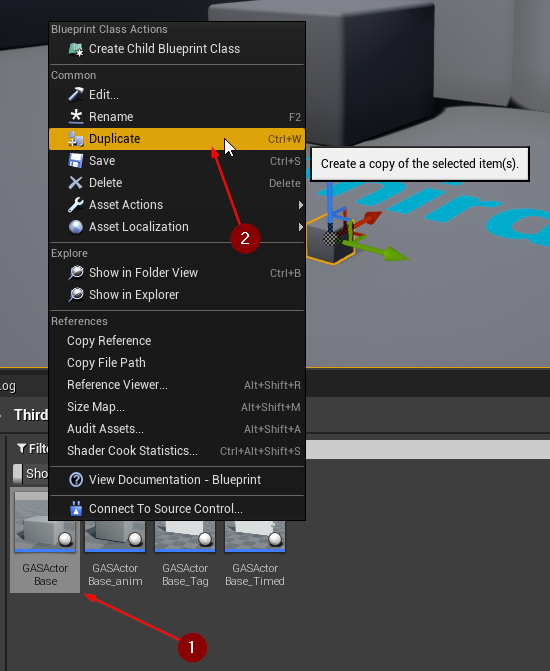 Blueprint Class Actions
Create Child Blueprint Class
Common
Edit...
Rename F2
Duplicate Ctrl+W
Create a copy of the selected item(s).
Save Ctrl+S
Delete Delete
Asset Actions
Asset Localization
2
Explore
Show in Folder View Ctrl+B
Show in Explorer
References
Copy Reference
Copy File Path
Reference Viewer... Alt+Shift+R
Size Map... Alt+Shift+M
Audit Assets... Alt+Shift+A
Shader Cook Statistics... Ctrl+Alt+Shift+S
View Documentation - Blueprint
Connect To Source Control...
og
Third
Filte
Sho
GASActor
Base
GASActor
Base_anim
GASActor
Base_Tag
GASActor
Base_Timed
1